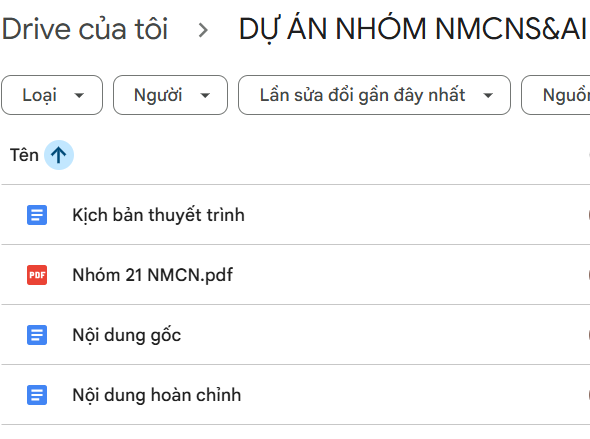 Drive của tôi > DỰ ÁN NHÓM NMCNS&AI
Loại Người Lần sửa đổi gần đây nhất Nguồn
Tên
Kịch bản thuyết trình
PDF Nhóm 21 NMCN.pdf
Nội dung gốc
Nội dung hoàn chỉnh